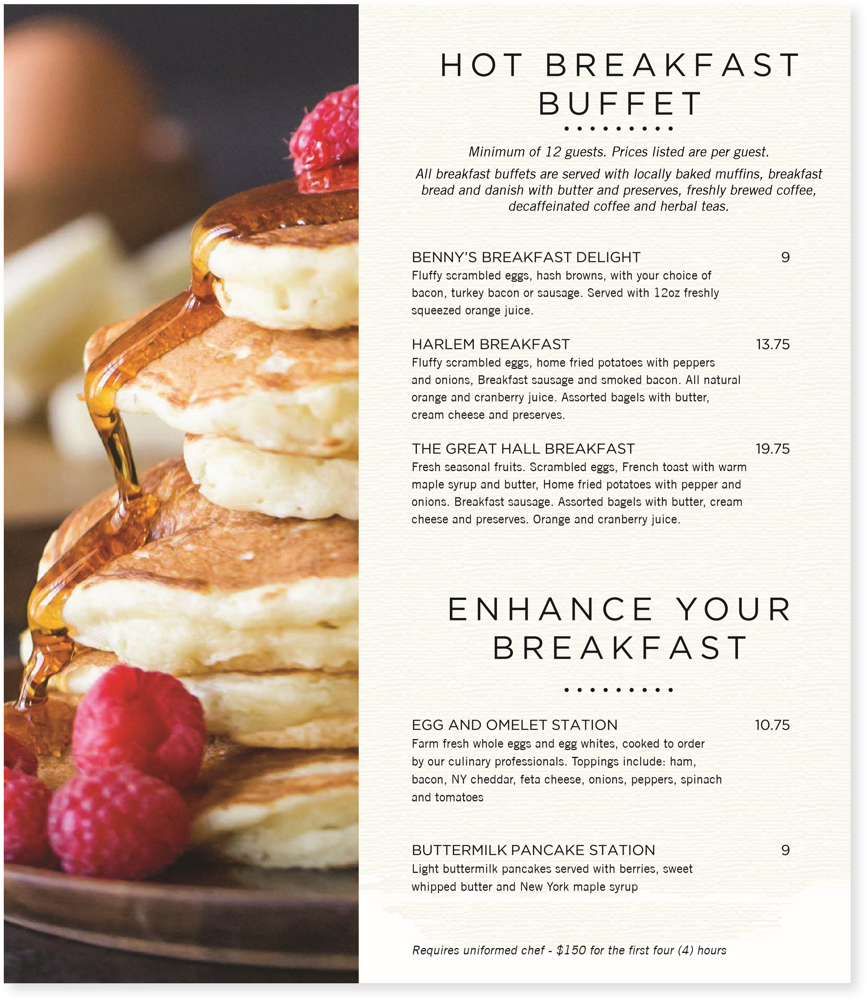 HOT BREAKFAST
BUFFET
Minimum of 12 guests. Prices listed are per guest.
All breakfast buffets are served with locally baked muffins, breakfast
bread and danish with butter and preserves, freshly brewed coffee,
decaffeinated coffee and herbal teas.
BENNY’S BREAKFAST DELIGHT 9
Fluffy scrambled eggs, hash browns, with your choice of
bacon, turkey bacon or sausage. Served with 12oz freshly
squeezed orange juice.
HARLEM BREAKFAST 13.75
Fluffy scrambled eggs, home fried potatoes with peppers
and onions, Breakfast sausage and smoked bacon. All natural
orange and cranberry juice. Assorted bagels with butter,
cream cheese and preserves.
THE GREAT HALL BREAKFAST 19.75
Fresh seasonal fruits. Scrambled eggs, French toast with warm
maple syrup and butter, Home fried potatoes with pepper and
onions. Breakfast sausage. Assorted bagels with butter, cream
cheese and preserves. Orange and cranberry juice.
ENHANCE YOUR
BREAKFAST
EGG AND OMELET STATION 10.75
Farm fresh whole eggs and egg whites, cooked to order
by our culinary professionals. Toppings include: ham,
bacon, NY cheddar, feta cheese, onions, peppers, spinach
and tomatoes
BUTTERMILK PANCAKE STATION 9
Light buttermilk pancakes served with berries, sweet
whipped butter and New York maple syrup
Requires uniformed chef - $150 for the first four (4) hours